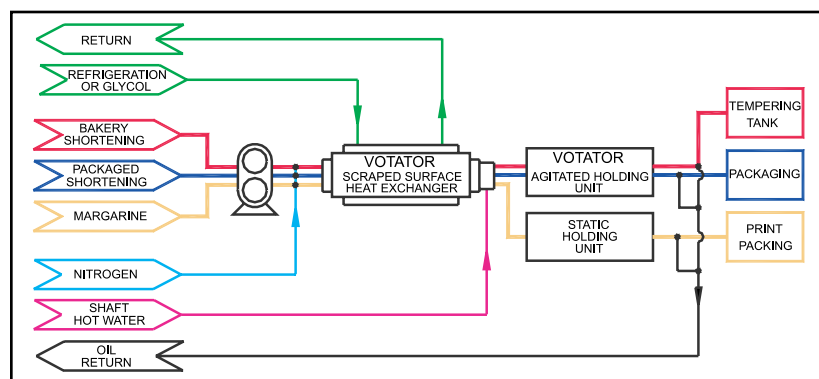 RETURN
REFRIGERATION
OR GLYCOL
BAKERY
SHORTENING
PACKAGED
SHORTENING
MARGARINE
NITROGEN
SHAFT
HOT WATER
OIL
RETURN
VOTATOR
SCRAPED SURFACE
HEAT EXCHANGER
VOTATOR
AGITATED HOLDING
UNIT
STATIC
HOLDING
UNIT
TEMPERING
TANK
PACKAGING
PRINT
PACKING